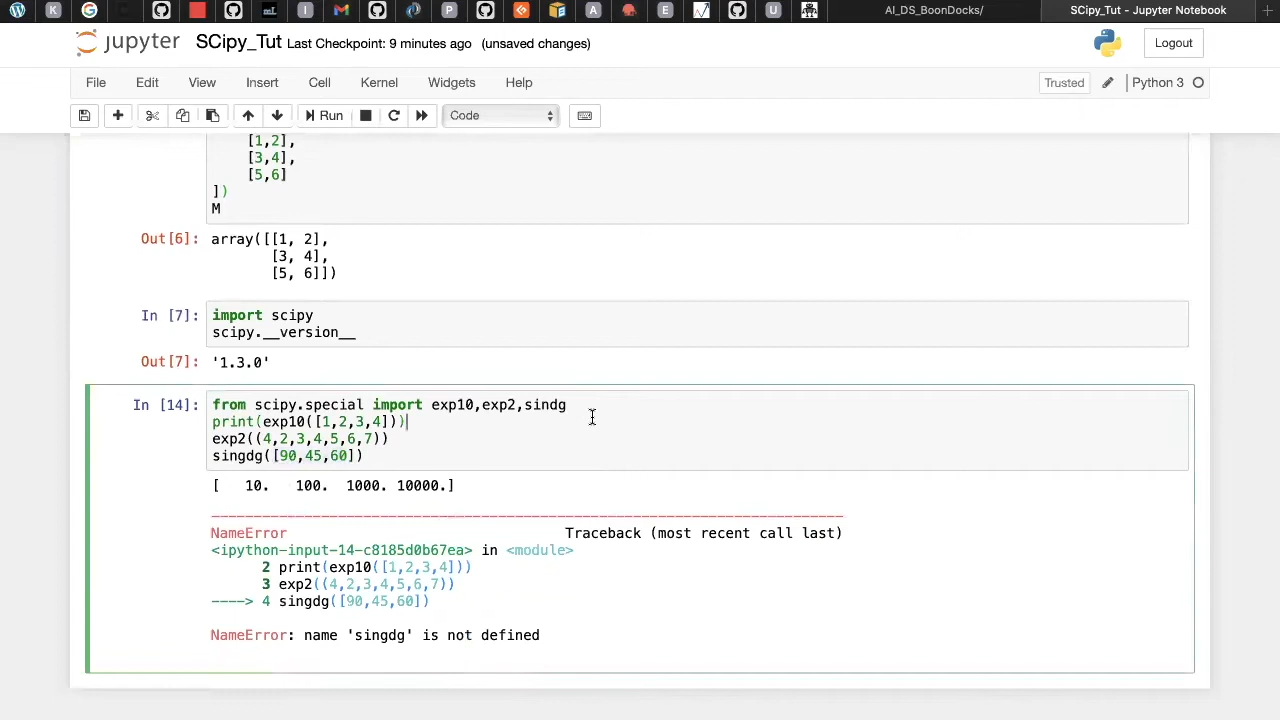 AI_DS_BoonDocks/
SCipy_Tut - Jupyter Notebook
jupyter SCipy_Tut Last Checkpoint: 9 minutes ago (unsaved changes)
Logout
File Edit View Insert Cell Kernel Widgets Help
Trusted Python 3
Run Code
[1,2],
[3,4],
[5,6]
])
M
Out[6]: array([[1, 2],
[3, 4],
[5, 6]])
In [7]: import scipy
scipy.__version__
Out[7]: '1.3.0'
In [14]: from scipy.special import exp10,exp2,sindg
print(exp10([1,2,3,4]))
exp2((4,2,3,4,5,6,7))
singdg([90,45,60])
[ 10. 100. 1000. 10000.]
NameError Traceback (most recent call last)
<ipython-input-14-c8185d0b67ea> in <module>
2 print(exp10([1,2,3,4]))
3 exp2((4,2,3,4,5,6,7))
----> 4 singdg([90,45,60])
NameError: name 'singdg' is not defined